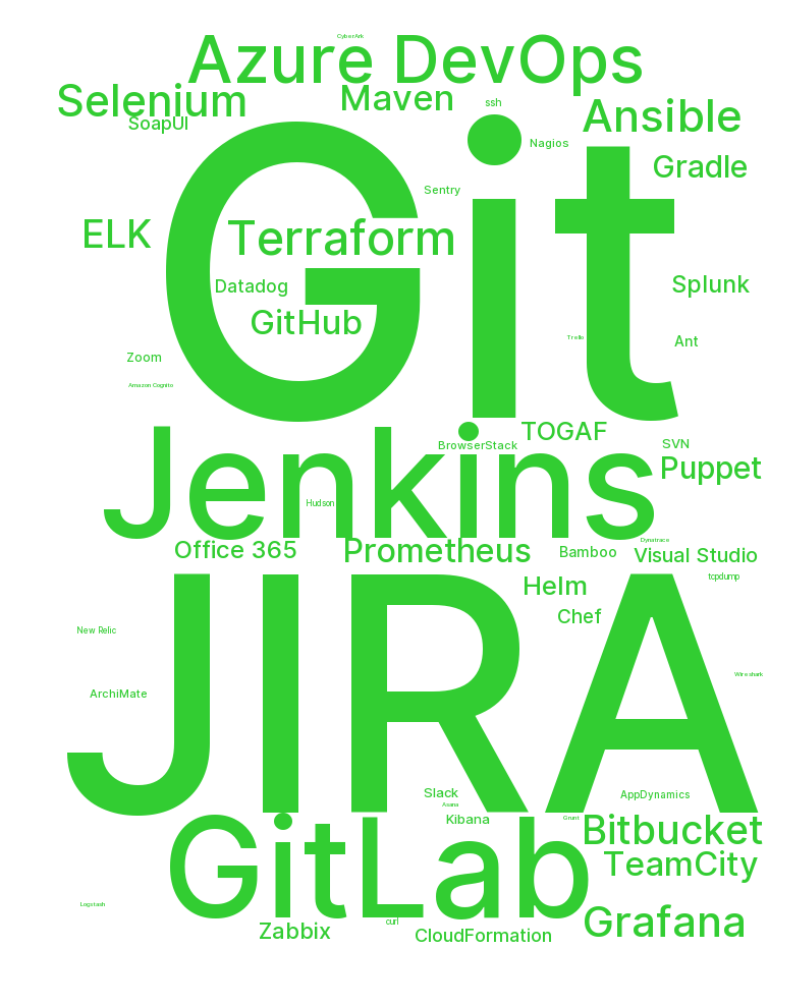 CyberArk
Azure DevOps
Selenium
Maven
ssh
Ansible
SoapUI
Nagios
Gradle
Git
Sentry
ELK
Terraform
Datadog
Splunk
GitHub
Trello
Ant
Zoom
Amazon Cognito
TOGAF
BrowserStack
SVN
Puppet
Jenkins
Hudson
Office 365
Prometheus
Bamboo
Dynatrace
Visual Studio
tcpdump
Helm
Chef
New Relic
JIRA
Wireshark
ArchiMate
Slack
AppDynamics
Asana
Kibana
Grunt
Bitbucket
GitLab
TeamCity
Logstash
Zabbix
curl
CloudFormation
Grafana